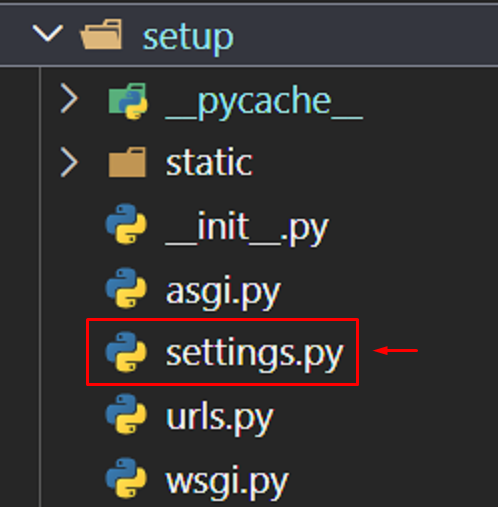 setup
__pycache__
static
__init__.py
asgi.py
settings.py
urls.py
wsgi.py